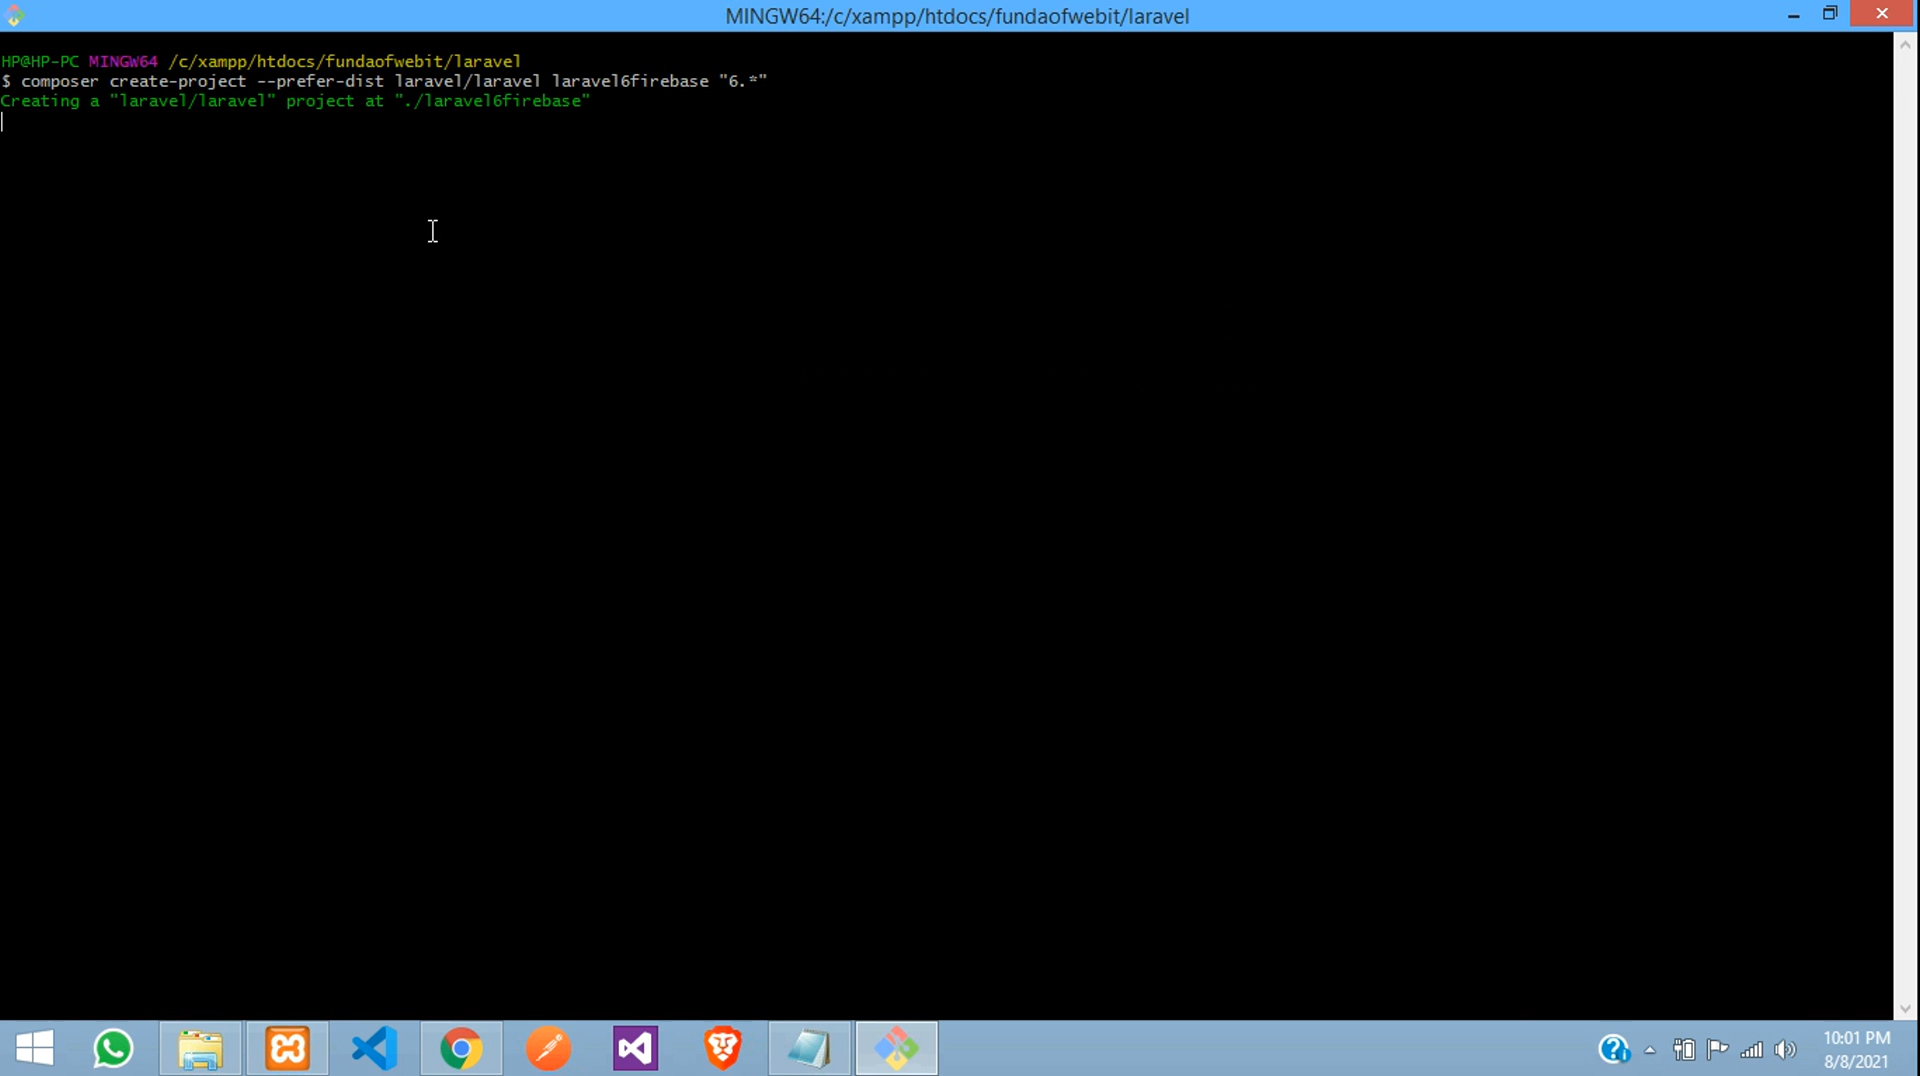 MINGW64:/c/xampp/htdocs/fundaofwebit/laravel
HP@HP-PC MINGW64 /c/xampp/htdocs/fundaofwebit/laravel
$ composer create-project --prefer-dist laravel/laravel laravel6firebase "6.*"
Creating a "laravel/laravel" project at "./laravel6firebase"
10:01 PM
8/8/2021